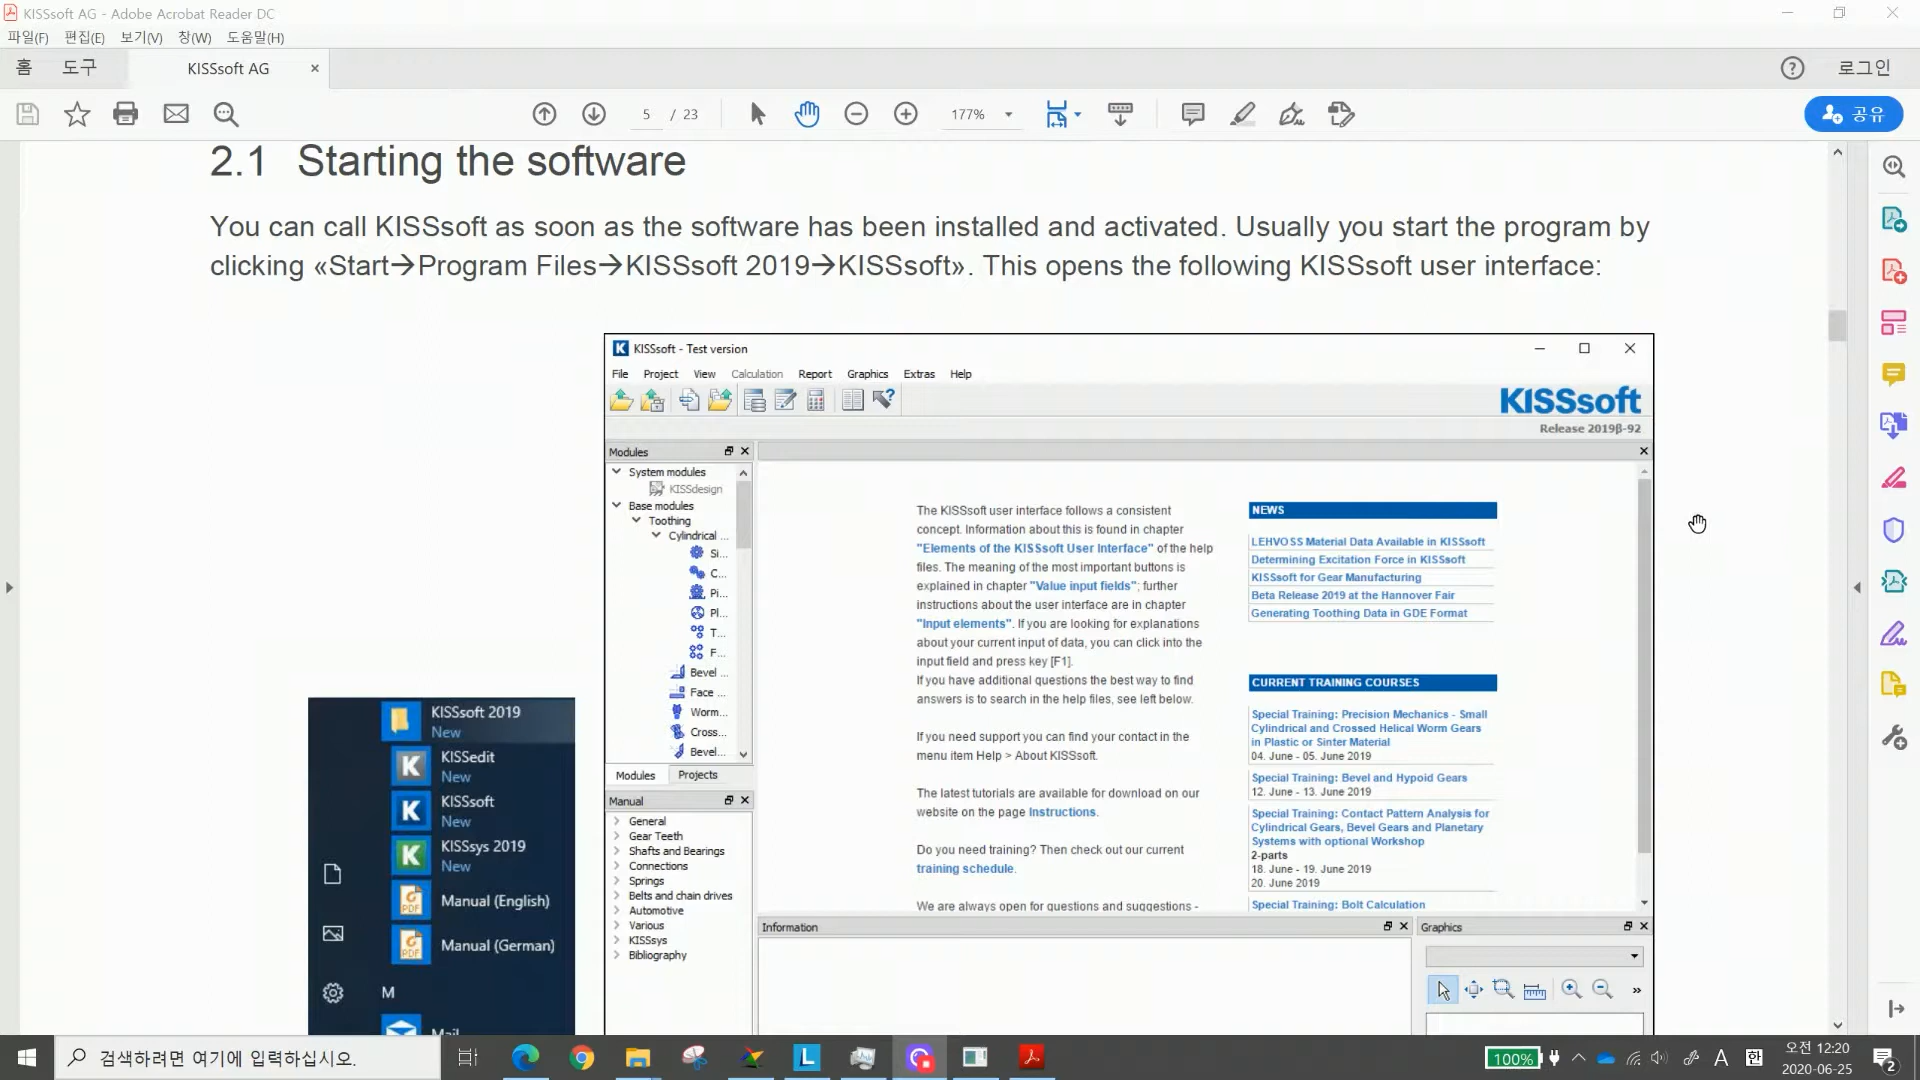 KISSsoft AG - Adobe Acrobat Reader DC
파일(F) 편집(E) 보기(V) 창(W) 도움말(H)
홈 도구 KISSsoft AG × 로그인
5 / 23 177% 공유
2.1 Starting the software
You can call KISSsoft as soon as the software has been installed and activated. Usually you start the program by
clicking «Start→Program Files→KISSsoft 2019→KISSsoft». This opens the following KISSsoft user interface:
KISSsoft 2019
New
KISSedit
New
KISSsoft
New
KISSsys 2019
New
Manual (English)
Manual (German)
M
Mail
KISSsoft - Test version
File Project View Calculation Report Graphics Extras Help
KISSsoft
Release 2019β-92
Modules
System modules
KISSdesign
Base modules
Toothing
Cylindrical ...
Si...
C...
Pi...
Pl...
T...
F...
Bevel ...
Face ...
Worm...
Cross...
Bevel...
Modules Projects
Manual
General
Gear Teeth
Shafts and Bearings
Connections
Springs
Belts and chain drives
Automotive
Various
KISSsys
Bibliography
The KISSsoft user interface follows a consistent
concept. Information about this is found in chapter
"Elements of the KISSsoft User Interface" of the help
files. The meaning of the most important buttons is
explained in chapter "Value input fields"; further
instructions about the user interface are in chapter
"Input elements". If you are looking for explanations
about your current input of data, you can click into the
input field and press key [F1].
If you have additional questions the best way to find
answers is to search in the help files, see left below.
If you need support you can find your contact in the
menu item Help > About KISSsoft.
The latest tutorials are available for download on our
website on the page Instructions.
Do you need training? Then check out our current
training schedule.
We are always open for questions and suggestions -
NEWS
LEHVOSS Material Data Available in KISSsoft
Determining Excitation Force in KISSsoft
KISSsoft for Gear Manufacturing
Beta Release 2019 at the Hannover Fair
Generating Toothing Data in GDE Format
CURRENT TRAINING COURSES
Special Training: Precision Mechanics - Small
Cylindrical and Crossed Helical Worm Gears
in Plastic or Sinter Material
04. June - 05. June 2019
Special Training: Bevel and Hypoid Gears
12. June - 13. June 2019
Special Training: Contact Pattern Analysis for
Cylindrical Gears, Bevel Gears and Planetary
Systems with optional Workshop
2-parts
18. June - 19. June 2019
20. June 2019
Special Training: Bolt Calculation
Information
Graphics
»
검색하려면 여기에 입력하십시오.
100% A 한 오전 12:20
2020-06-25
2